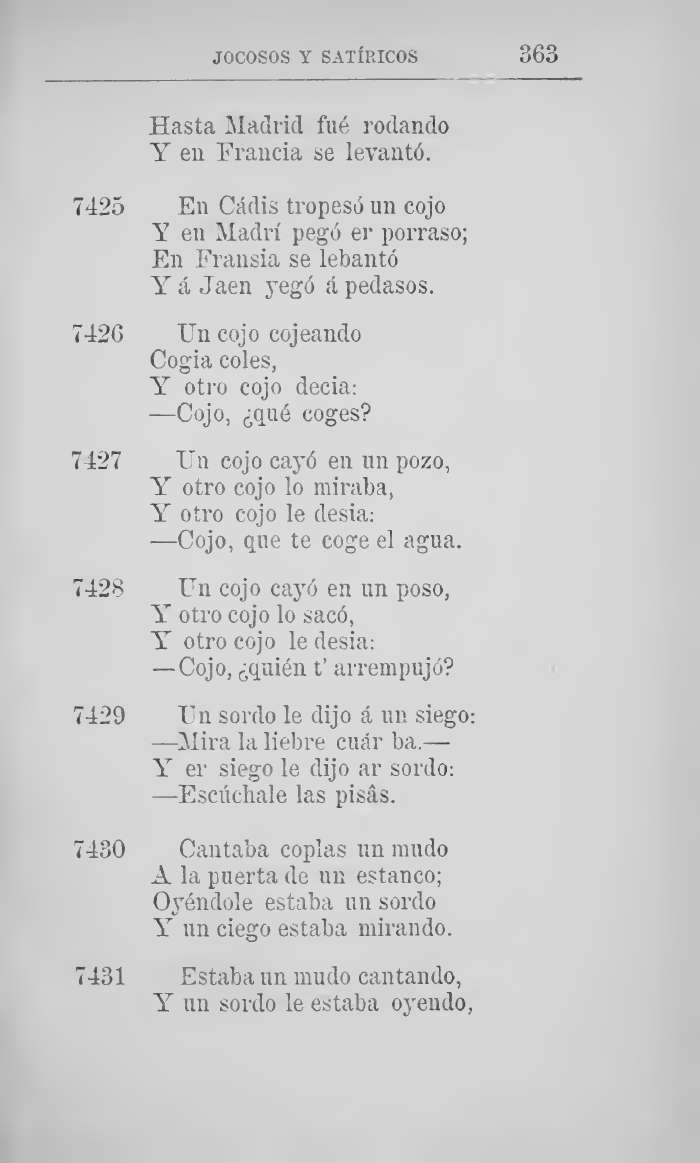 JOCOSOS Y SATÍRICOS 363
Hasta Madrid fué rodando
Y en Francia se levantó.
7425 En Cádis tropesó un cojo
Y en Madrí pegó er porraso;
En Fransia se lebantó
Y á Jaen yegó á pedasos.
7426 Un cojo cojeando
Cogia coles,
Y otro cojo decia:
—Cojo, ¿qué coges?
7427 Un cojo cayó en un pozo,
Y otro cojo lo miraba,
Y otro cojo le desia:
—Cojo, que te coge el agua.
7428 Un cojo cayó en un poso,
Y otro cojo lo sacó,
Y otro cojo le desia:
—Cojo, ¿quién t' arrempujó?
7429 Un sordo le dijo á un siego:
—Mira la liebre cuár ba.—
Y er siego le dijo ar sordo:
—Escúchale las pisâs.
7430 Cantaba coplas un mudo
A la puerta de un estanco;
Oyéndole estaba un sordo
Y un ciego estaba mirando.
7431 Estaba un mudo cantando,
Y un sordo le estaba oyendo,